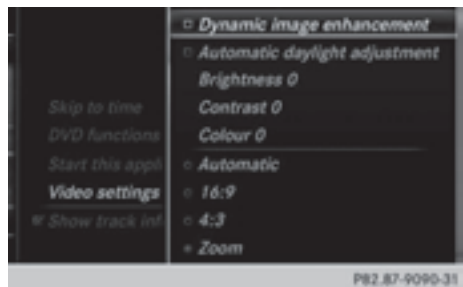 Dynamic image enhancement
Automatic daylight adjustment
Brightness 0
Contrast 0
Colour 0
Automatic
16:9
4:3
Zoom
Skip to time
DVD functions
Start this appli
Video settings
Show track inf
P82.87-9090-31